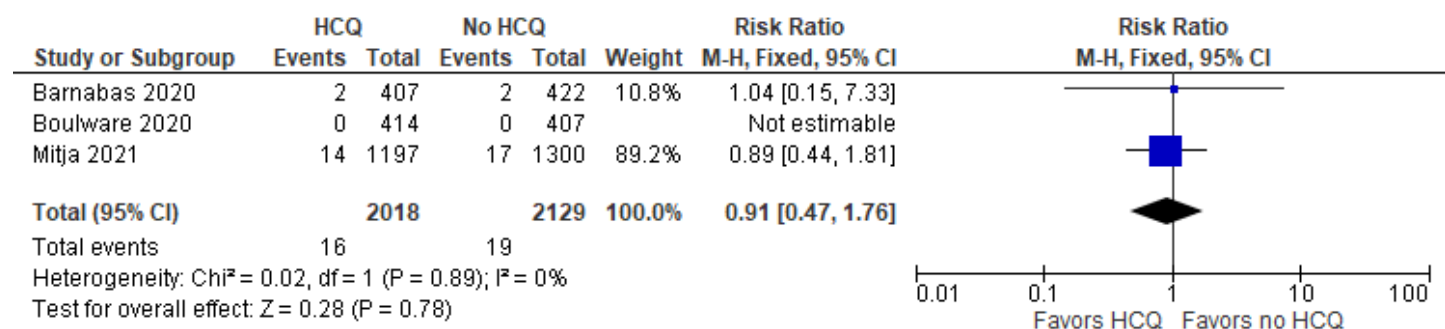 HCQ No HCQ Risk Ratio Risk Ratio
Study or Subgroup Events Total Events Total Weight M-H, Fixed, 95% CI M-H, Fixed, 95% CI
Barnabas 2020 2 407 2 422 10.8% 1.04 [0.15, 7.33]
Boulware 2020 0 414 0 407 Not estimable
Mitja 2021 14 1197 17 1300 89.2% 0.89 [0.44, 1.81]
Total (95% CI) 2018 2129 100.0% 0.91 [0.47, 1.76]
Total events 16 19
Heterogeneity: Chi² = 0.02, df = 1 (P = 0.89); I² = 0%
Test for overall effect: Z = 0.28 (P = 0.78)
0.01 0.1 1 10 100
Favors HCQ Favors no HCQ